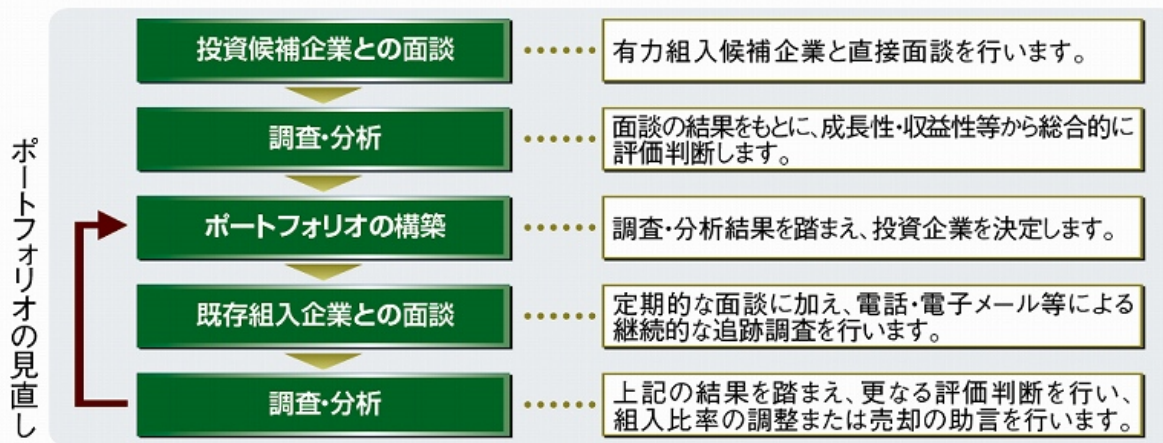 投資候補企業との面談
有力組入候補企業と直接面談を行います。
調査・分析
面談の結果をもとに、成長性・収益性等から総合的に
評価判断します。
ポートフォリオの構築
調査・分析結果を踏まえ、投資企業を決定します。
既存組入企業との面談
定期的な面談に加え、電話・電子メール等による
継続的な追跡調査を行います。
調査・分析
上記の結果を踏まえ、更なる評価判断を行い、
組入比率の調整または売却の助言を行います。
ポートフォリオの見直し